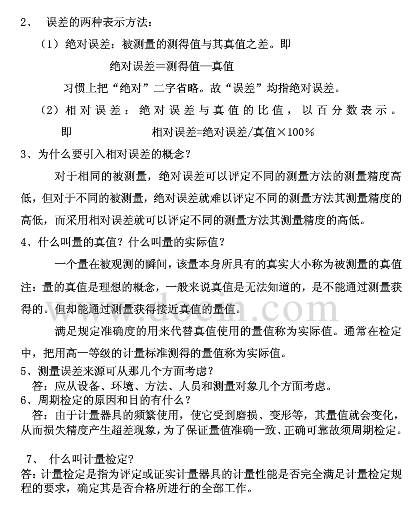 2、 误差的两种表示方法：
（1）绝对误差：被测量的测得值与其真值之差。即
绝对误差＝测得值—真值
习惯上把“绝对”二字省略。故“误差”均指绝对误差。
（2）相对误差：绝对误差与真值的比值，以百分数表示。
即 相对误差=绝对误差/真值×100%
3、为什么要引入相对误差的概念？
对于相同的被测量，绝对误差可以评定不同的测量方法的测量精度高
低，但对于不同的被测量，绝对误差就难以评定不同的测量方法其测量精度的
高低，而采用相对误差就可以评定不同的测量方法其测量精度的高低。
4、什么叫量的真值？什么叫量的实际值？
一个量在被观测的瞬间，该量本身所具有的真实大小称为被测量的真值
注：量的真值是理想的概念，一般来说真值是无法知道的，是不能通过测量获
得的。但却能通过测量获得接近真值的量值。
www.docin.com
满足规定准确度的用来代替真值使用的量值称为实际值。通常在检定
中，把用高一等级的计量标准测得的量值称为实际值。
5、测量误差来源可从那几个方面考虑？
答：应从设备、环境、方法、人员和测量对象几个方面考虑。
6、周期检定的原因和目的有什么？
答：由于计量器具的频繁使用，使它受到磨损、变形等，其量值就会变化，
从而损失精度产生超差现象，为了保证量值准确一致、正确可靠故须周期检定。
7、 什么叫计量检定?
答：计量检定是指为评定或证实计量器具的计量性能是否完全满足计量检定规
程的要求，确定其是否合格所进行的全部工作。